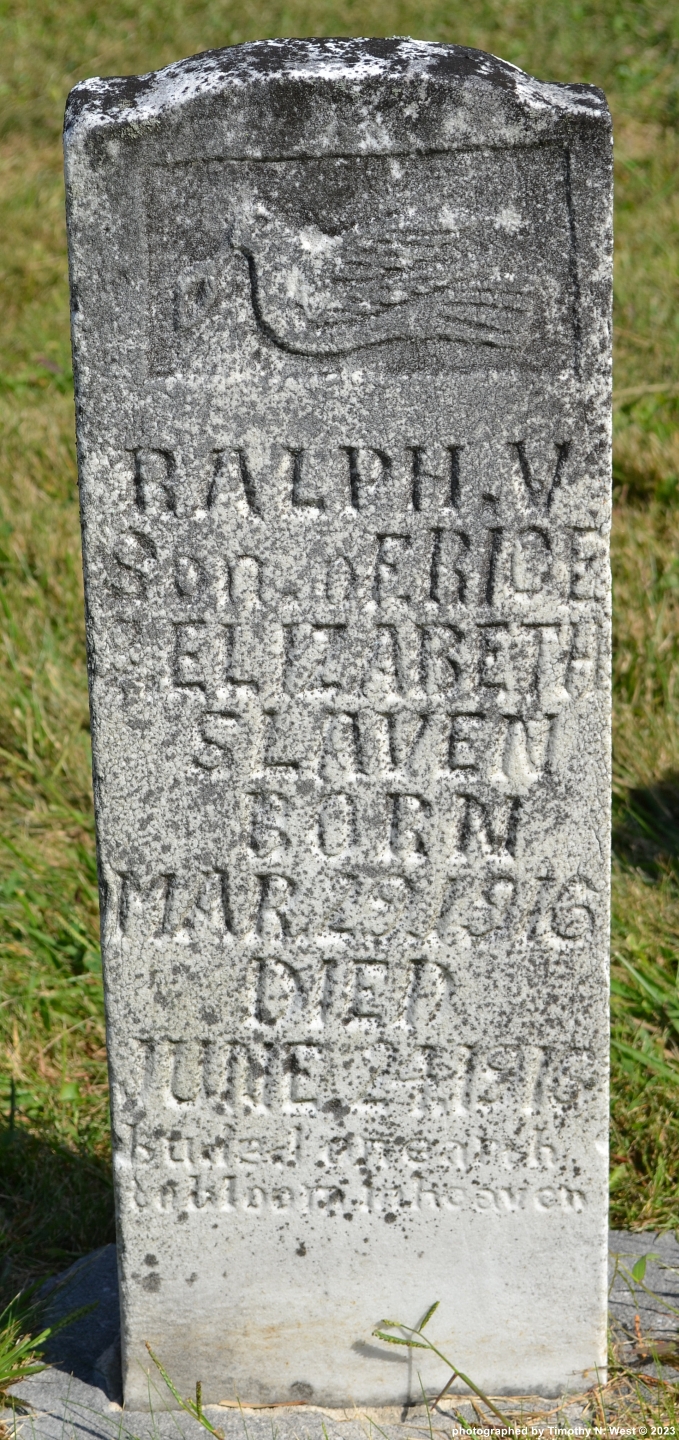 RALPH. V.
Son. of E RICE
& ELIZABETH
SLAVEN
BORN
MAR. 29. 1916
DIED
JUNE 24. 1916
budded on earth
to bloom in heaven
photographed by Timothy N. West © 2023